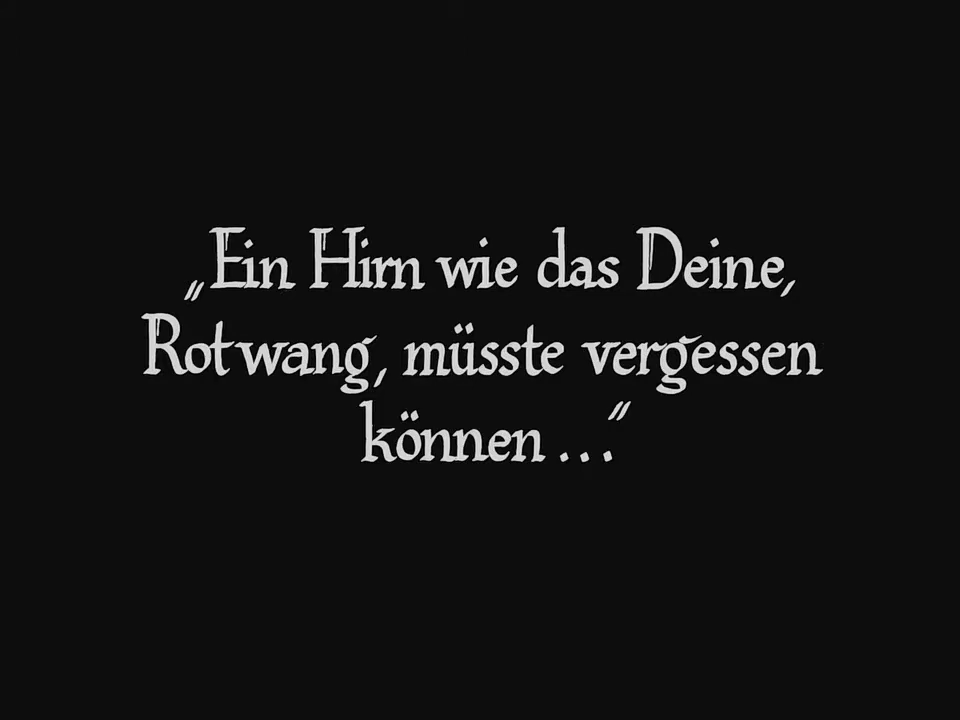 „Ein Hirn wie das Deine,
Rotwang, müsste vergessen
können ...“